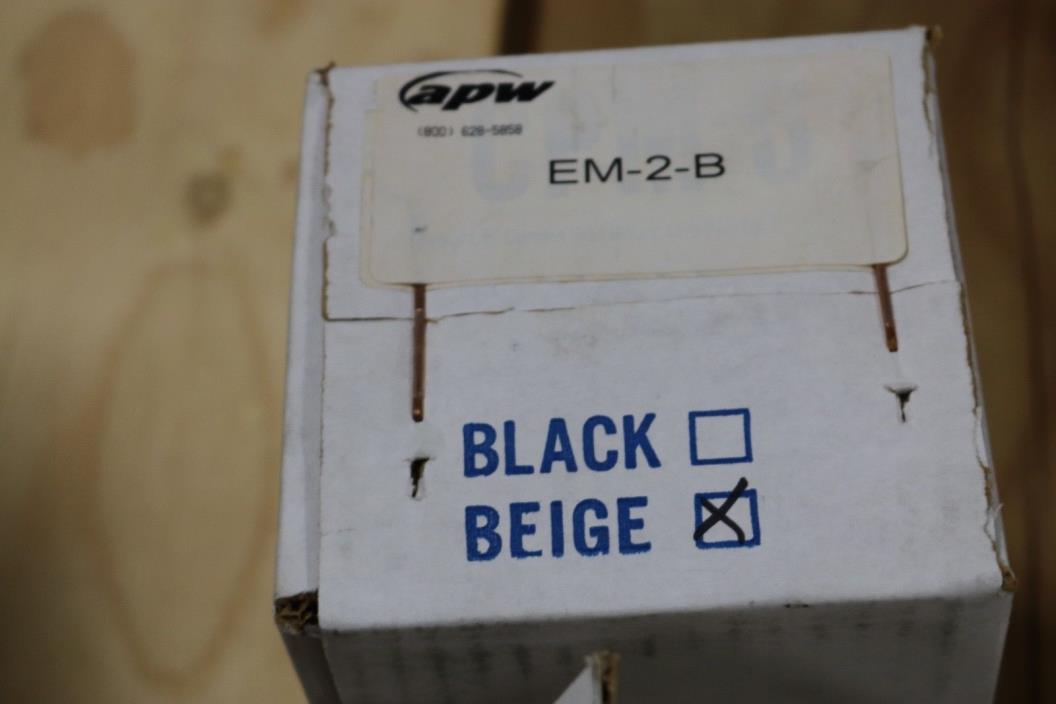 apw
(800) 628-5858
EM-2-B
BLACK
BEIGE